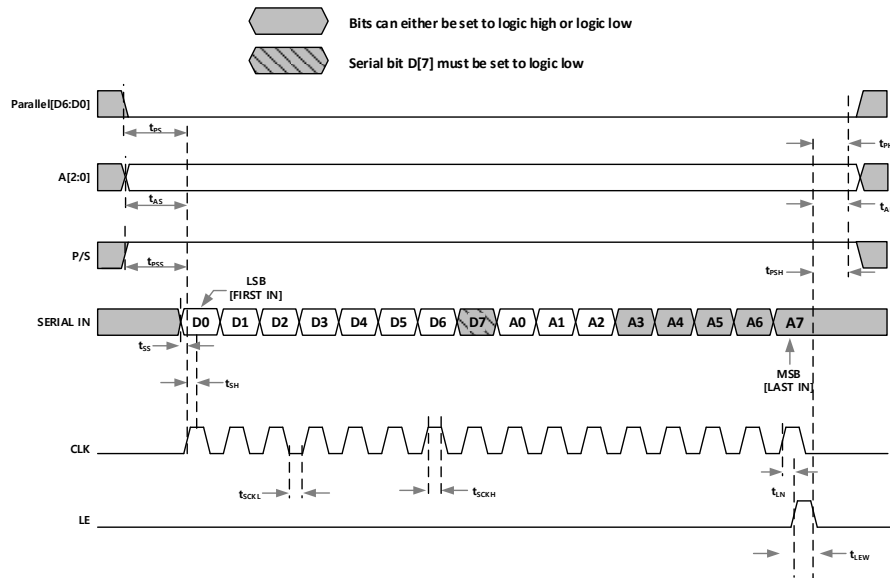 Bits can either be set to logic high or logic low
Serial bit D[7] must be set to logic low
Parallel[D6:D0]
tPS
tPH
A[2:0]
tAS
tA
P/S
tPSS
tPSH
LSB
[FIRST IN]
SERIAL IN
D0 D1 D2 D3 D4 D5 D6 D7 A0 A1 A2 A3 A4 A5 A6 A7
tSS
tSH
MSB
[LAST IN]
CLK
tSCKL
tSCKH
tLN
LE
tLEW